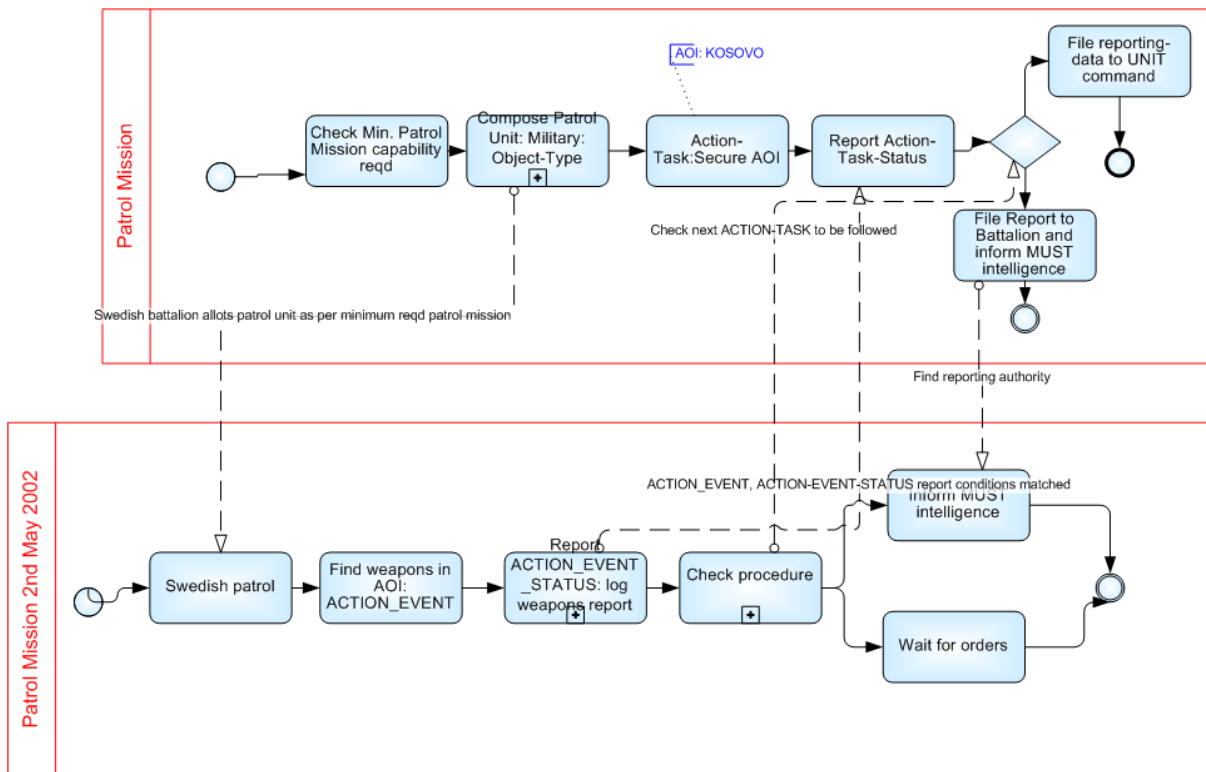 Patrol Mission
AOI: KOSOVO
File reporting-
data to UNIT
command
Check Min. Patrol
Mission capability
reqd
Compose Patrol
Unit: Military:
Object-Type
Action-
Task:Secure AOI
Report Action-
Task-Status
Check next ACTION-TASK to be followed
File Report to
Battalion and
inform MUST
intelligence
Swedish battalion allots patrol unit as per minimum reqd patrol mission
Find reporting authority
Patrol Mission 2nd May 2002
ACTION_EVENT, ACTION-EVENT-STATUS report conditions matched
inform MUST
intelligence
Swedish patrol
Find weapons in
AOI:
ACTION_EVENT
Report
ACTION_EVENT
_STATUS: log
weapons report
Check procedure
Wait for orders